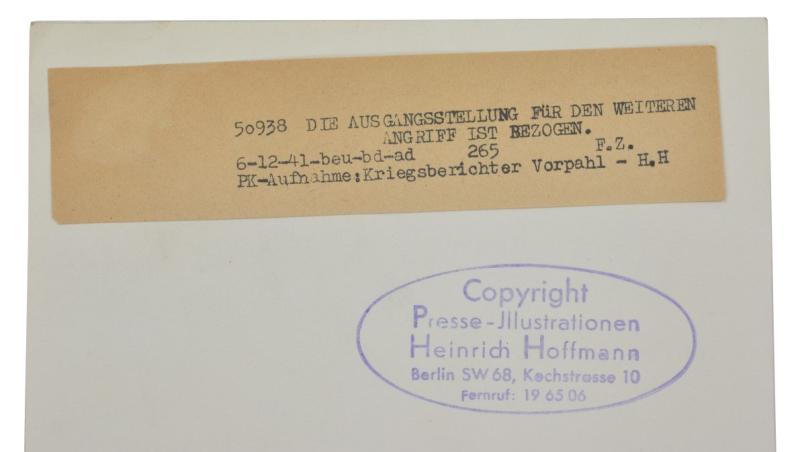 50938 DIE AUSGANGSSTELLUNG FÜR DEN WEITEREN
ANGRIFF IST BEZOGEN.
6-12-41-beu-bd-ad 265 F.Z.
PK-Aufnahme:Kriegsberichter Vorpahl - H.H
Copyright
Presse-Jllustrationen
Heinrich Hoffmann
Berlin SW 68, Kochstrasse 10
Fernruf: 19 65 06